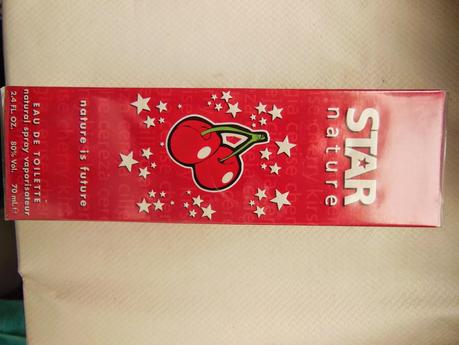 STAR
nature
nature is future
EAU DE TOILETTE
natural spray vaporisateur
2.4 FL.OZ. 80% Vol. 70 mL ℮